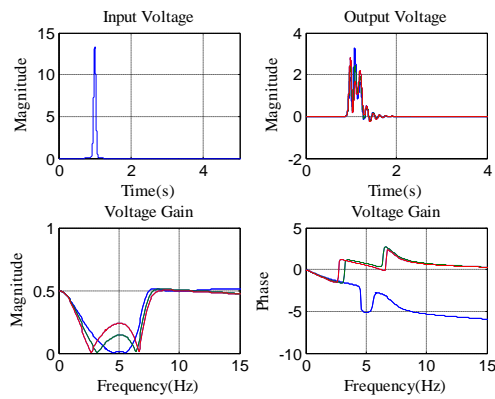 Input Voltage
Magnitude
15
10
5
0
0 2 4
Time(s)
Output Voltage
Magnitude
4
2
0
-2
0 2 4
Time(s)
Voltage Gain
Magnitude
1
0.5
0
0 5 10 15
Frequency(Hz)
Voltage Gain
Phase
5
0
-5
-10
0 5 10 15
Frequency(Hz)